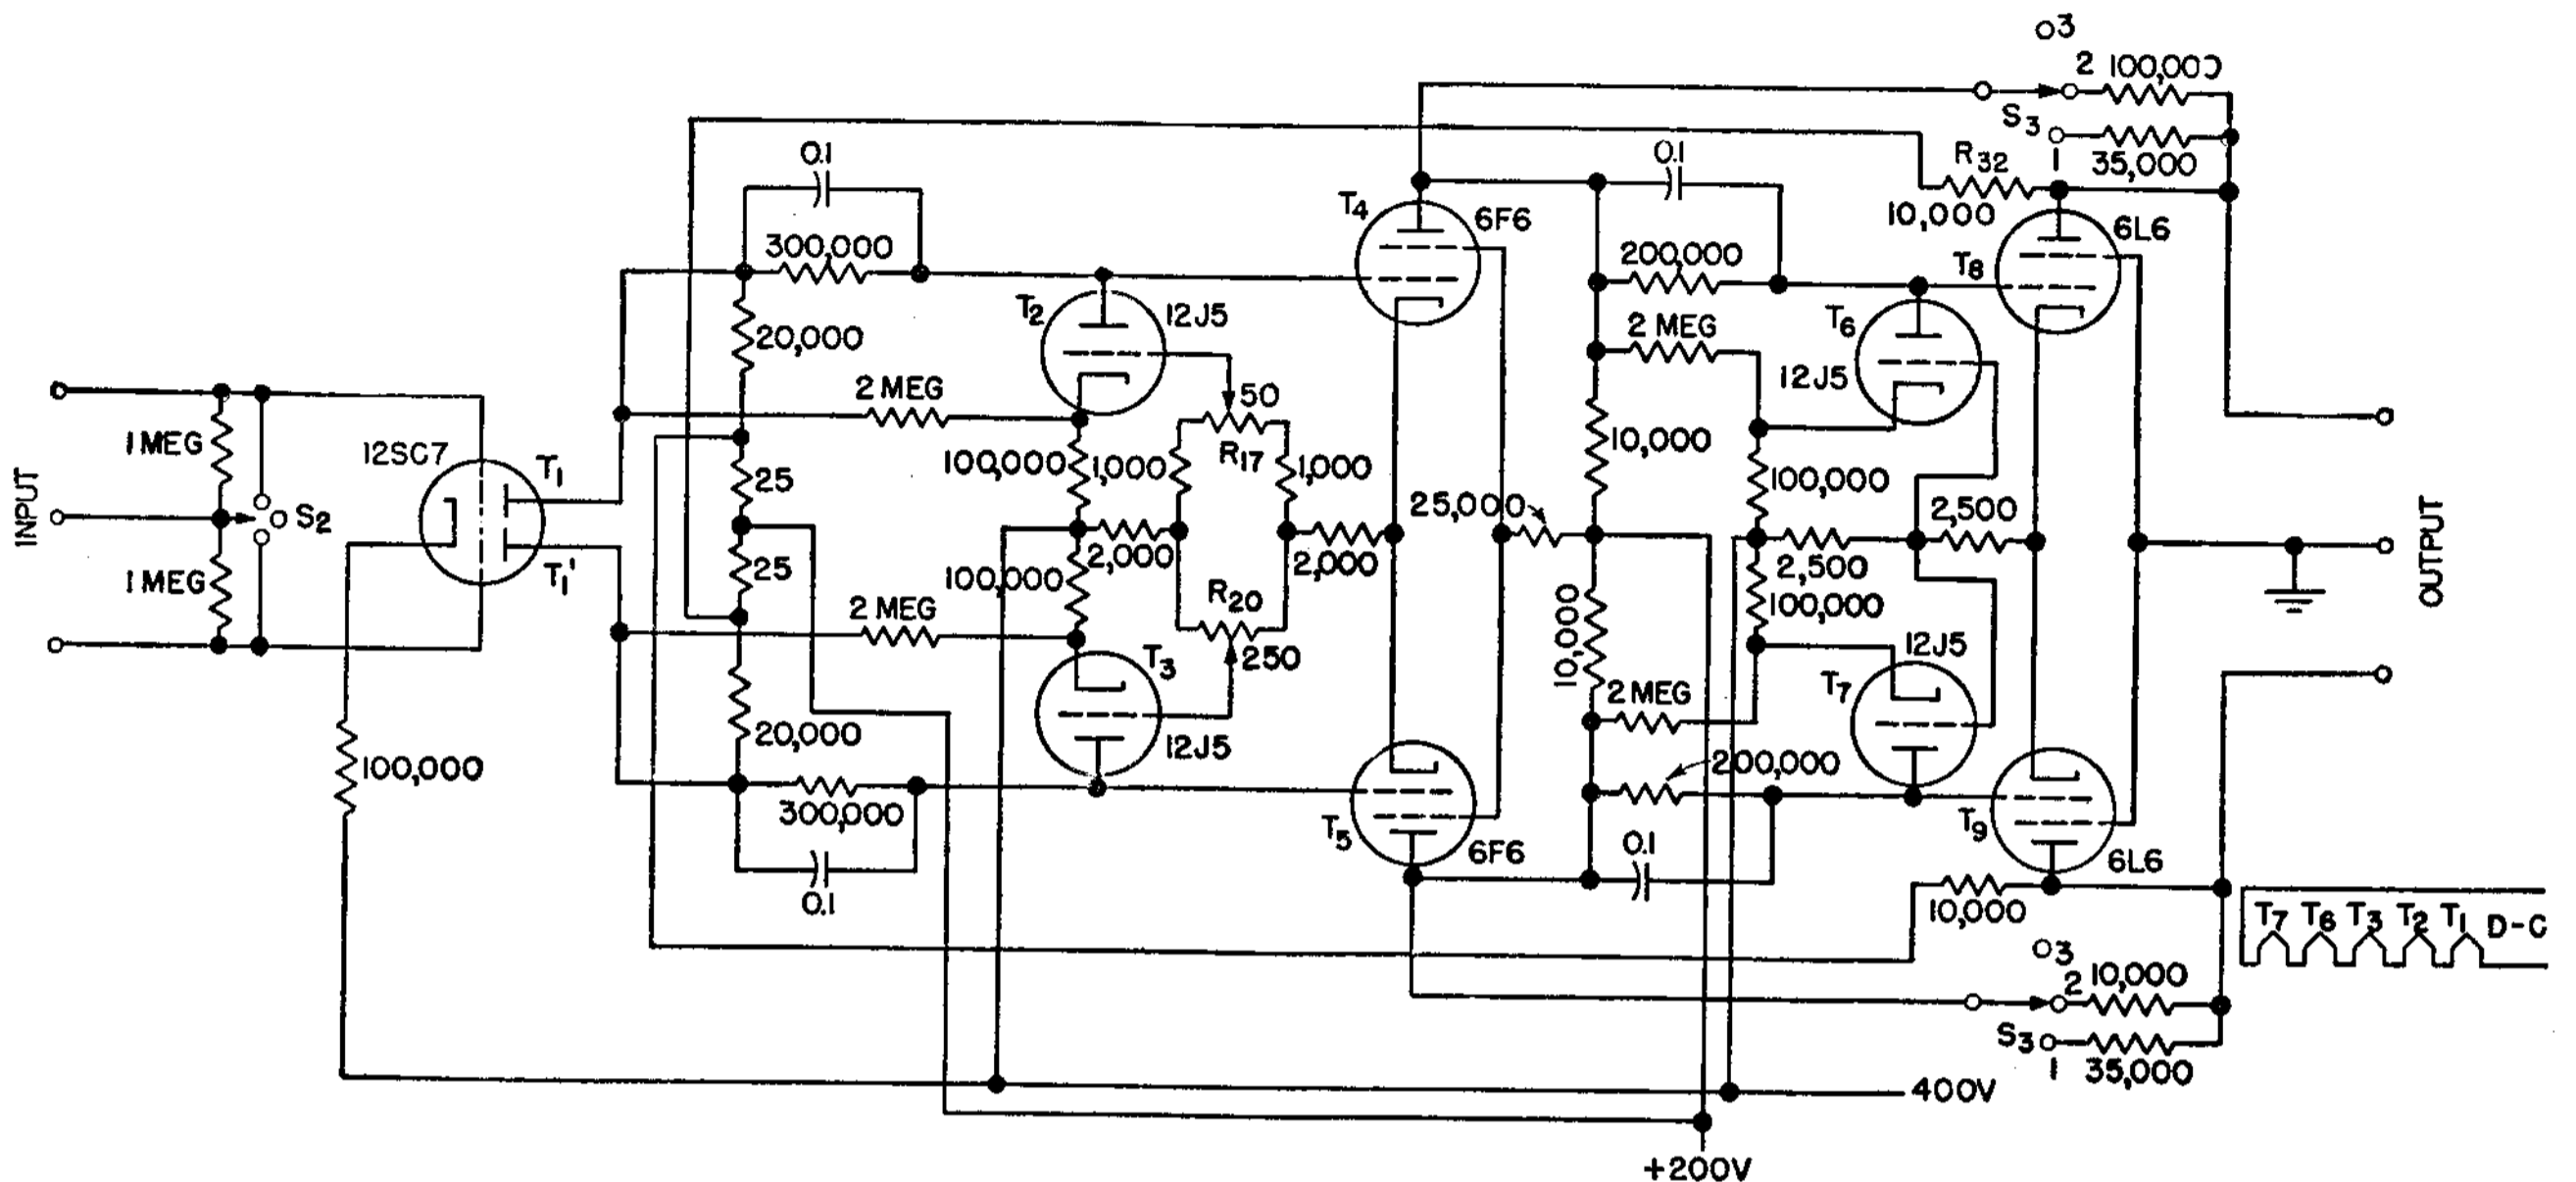 3
2 100,000
S3
1 35,000
R32
10,000
0.1
300,000
T4
6F6
0.1
200,000
T8
6L6
T2
12J5
20,000
2 MEG
T6
12J5
2 MEG
50
R17
1 MEG
12SC7
T1
100,000
1,000
1,000
10,000
100,000
INPUT
S2
25
25,000
2,500
OUTPUT
1 MEG
T1'
25
100,000
2,000
2,000
2,500
100,000
R20
250
10,000
2 MEG
T3
12J5
2 MEG
12J5
T7
20,000
100,000
300,000
0.1
T5
6F6
200,000
0.1
T9
6L6
10,000
T7 T6 T3 T2 T1 D-C
3
2 10,000
S3
1 35,000
-400V
+200V